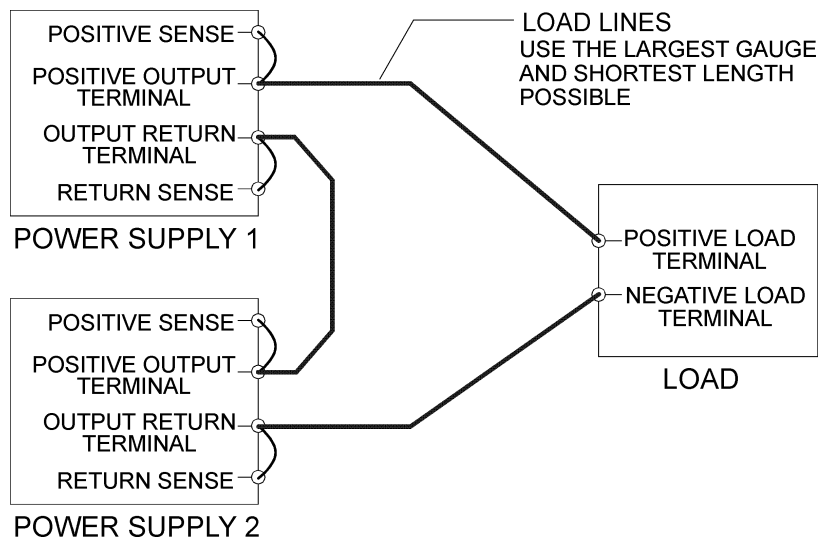 POSITIVE SENSE
POSITIVE OUTPUT
TERMINAL
OUTPUT RETURN
TERMINAL
RETURN SENSE
POWER SUPPLY 1
LOAD LINES
USE THE LARGEST GAUGE
AND SHORTEST LENGTH
POSSIBLE
POSITIVE LOAD
TERMINAL
NEGATIVE LOAD
TERMINAL
LOAD
POSITIVE SENSE
POSITIVE OUTPUT
TERMINAL
OUTPUT RETURN
TERMINAL
RETURN SENSE
POWER SUPPLY 2